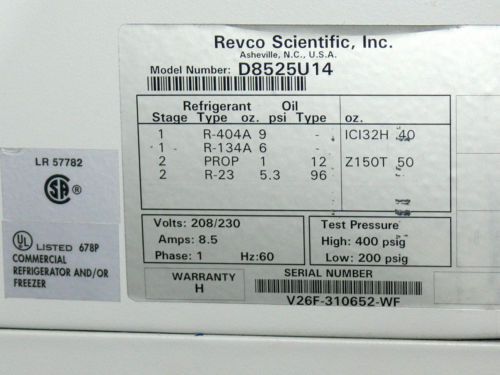 Revco Scientific, Inc.
Asheville, N.C., U.S.A.
Model Number: D8525U14
Refrigerant Oil
Stage Type oz. psi Type oz.
1 R-404A 9 - ICI32H 40
1 R-134A 6 -
2 PROP 1 12 Z150T 50
2 R-23 5.3 96
Volts: 208/230
Amps: 8.5
Phase: 1 Hz:60
Test Pressure
High: 400 psig
Low: 200 psig
WARRANTY
H
SERIAL NUMBER
V26F-310652-WF
LR 57782
SA ®
UL LISTED 678P
COMMERCIAL
REFRIGERATOR AND/OR
FREEZER